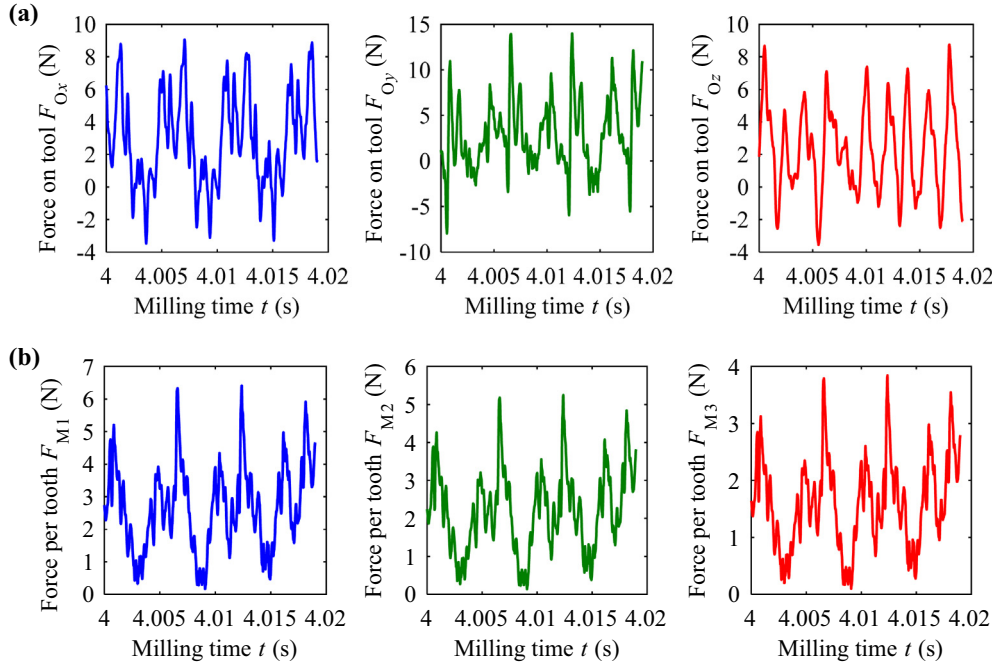 (a)
Force on tool F_Ox (N)
10
8
6
4
2
0
-2
-4
4 4.005 4.01 4.015 4.02
Milling time t (s)
Force on tool F_Oy (N)
15
10
5
0
-5
-10
4 4.005 4.01 4.015 4.02
Milling time t (s)
Force on tool F_Oz (N)
10
8
6
4
2
0
-2
-4
4 4.005 4.01 4.015 4.02
Milling time t (s)
(b)
Force per tooth F_M1 (N)
7
6
5
4
3
2
1
0
4 4.005 4.01 4.015 4.02
Milling time t (s)
Force per tooth F_M2 (N)
6
5
4
3
2
1
0
4 4.005 4.01 4.015 4.02
Milling time t (s)
Force per tooth F_M3 (N)
4
3
2
1
0
4 4.005 4.01 4.015 4.02
Milling time t (s)